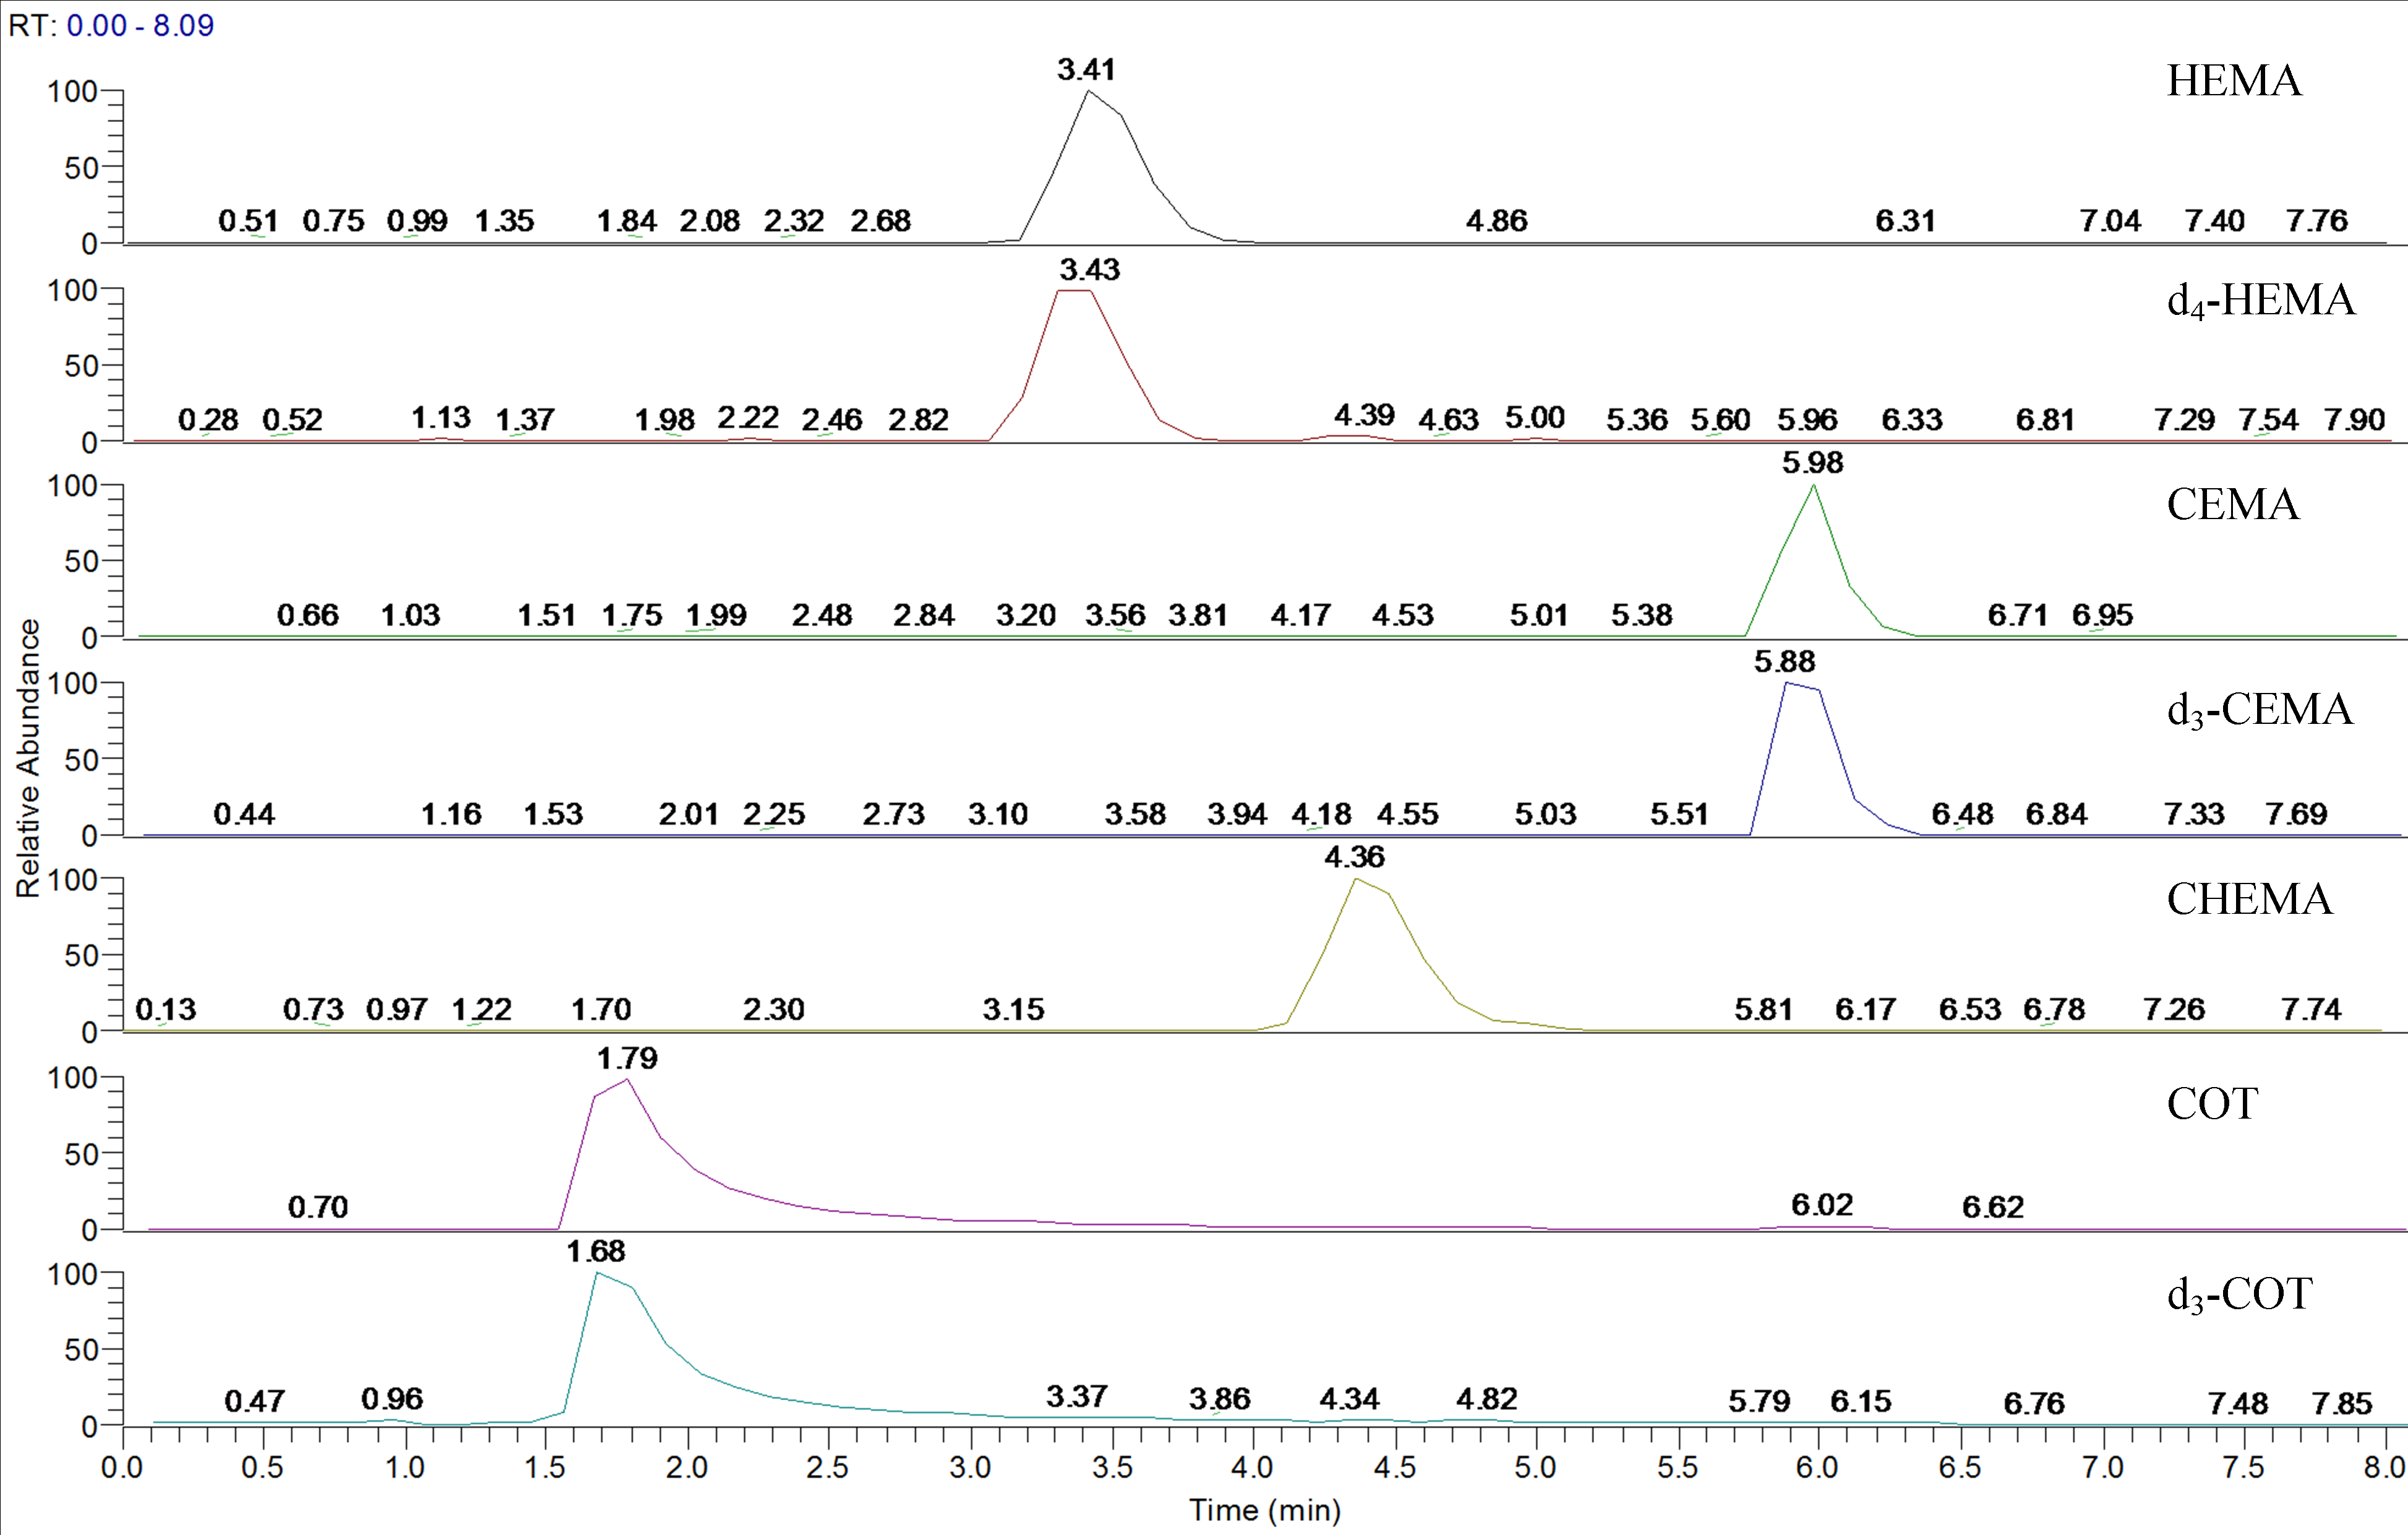 RT: 0.00 - 8.09
HEMA
3.41
100
50
0
0.51 0.75 0.99 1.35 1.84 2.08 2.32 2.68 4.86 6.31 7.04 7.40 7.76
d4-HEMA
3.43
100
50
0
0.28 0.52 1.13 1.37 1.98 2.22 2.46 2.82 4.39 4.63 5.00 5.36 5.60 5.96 6.33 6.81 7.29 7.54 7.90
CEMA
5.98
100
50
0
0.66 1.03 1.51 1.75 1.99 2.48 2.84 3.20 3.56 3.81 4.17 4.53 5.01 5.38 6.71 6.95
d3-CEMA
5.88
100
50
0
0.44 1.16 1.53 2.01 2.25 2.73 3.10 3.58 3.94 4.18 4.55 5.03 5.51 6.48 6.84 7.33 7.69
CHEMA
4.36
100
50
0
0.13 0.73 0.97 1.22 1.70 2.30 3.15 5.81 6.17 6.53 6.78 7.26 7.74
COT
1.79
100
50
0
0.70 6.02 6.62
d3-COT
1.68
100
50
0
0.47 0.96 3.37 3.86 4.34 4.82 5.79 6.15 6.76 7.48 7.85
0.0 0.5 1.0 1.5 2.0 2.5 3.0 3.5 4.0 4.5 5.0 5.5 6.0 6.5 7.0 7.5 8.0
Time (min)
Relative Abundance